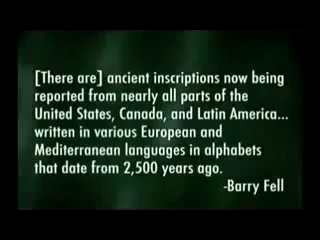 [There are] ancient inscriptions now being
reported from nearly all parts of the
United States, Canada, and Latin America...
written in various European and
Mediterranean languages in alphabets
that date from 2,500 years ago.
-Barry Fell